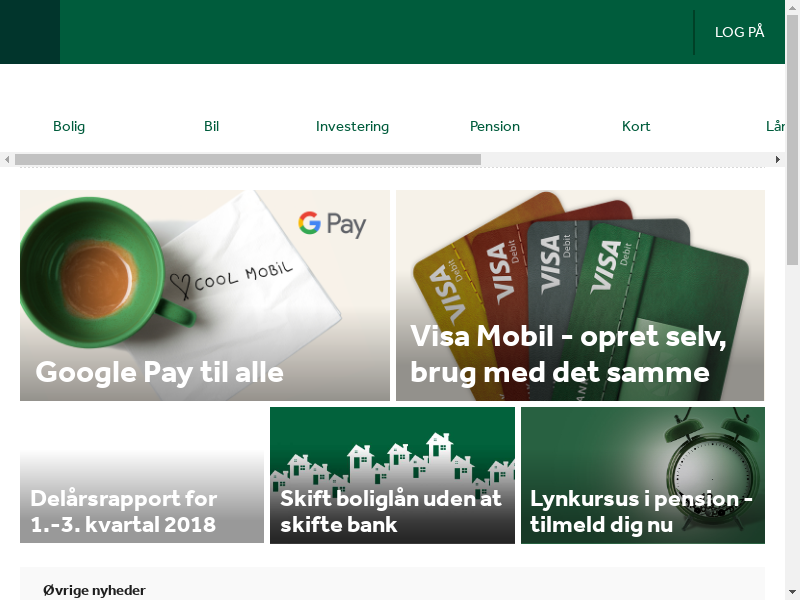 LOG PÅ
Bolig
Bil
Investering
Pension
Kort
Lår
G Pay
COOL MOBIL
VISA Debit
VISA Debit
VISA Debit
VISA Debit
Google Pay til alle
Visa Mobil - opret selv,
brug med det samme
Delårsrapport for
1.-3. kvartal 2018
Skift boliglån uden at
skifte bank
Lynkursus i pension -
tilmeld dig nu
Øvrige nyheder